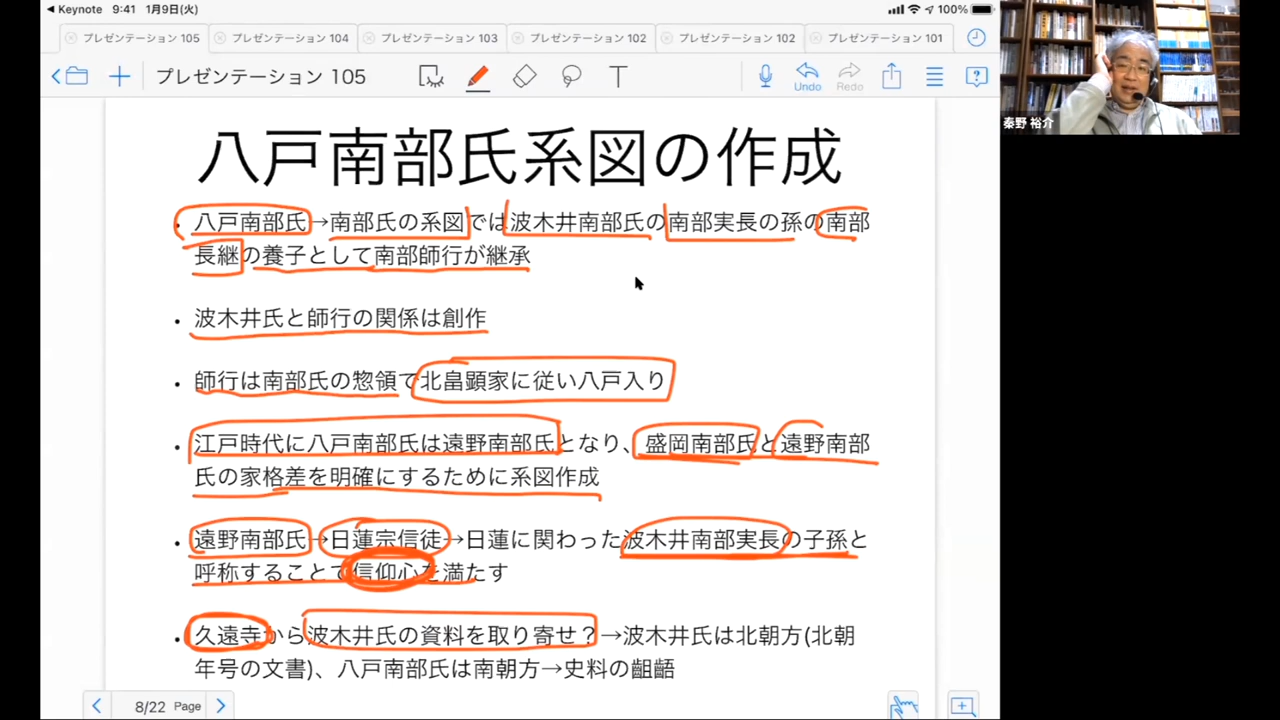 Keynote 9:41 1月9日(火) 100%
プレゼンテーション 105 プレゼンテーション 104 プレゼンテーション 103 プレゼンテーション 102 プレゼンテーション 102 プレゼンテーション 101
プレゼンテーション 105 T Undo Redo
秦野 裕介
八戸南部氏系図の作成
・八戸南部氏→南部氏の系図では波木井南部氏の南部実長の孫の南部
長継の養子として南部師行が継承
・波木井氏と師行の関係は創作
・師行は南部氏の惣領で北畠顕家に従い八戸入り
・江戸時代に八戸南部氏は遠野南部氏となり、盛岡南部氏と遠野南部
氏の家格差を明確にするために系図作成
・遠野南部氏→日蓮宗信徒→日蓮に関わった波木井南部実長の子孫と
呼称することで信仰心を満たす
・久遠寺から波木井氏の資料を取り寄せ？→波木井氏は北朝方(北朝
年号の文書)、八戸南部氏は南朝方→史料の齟齬
8/22 Page